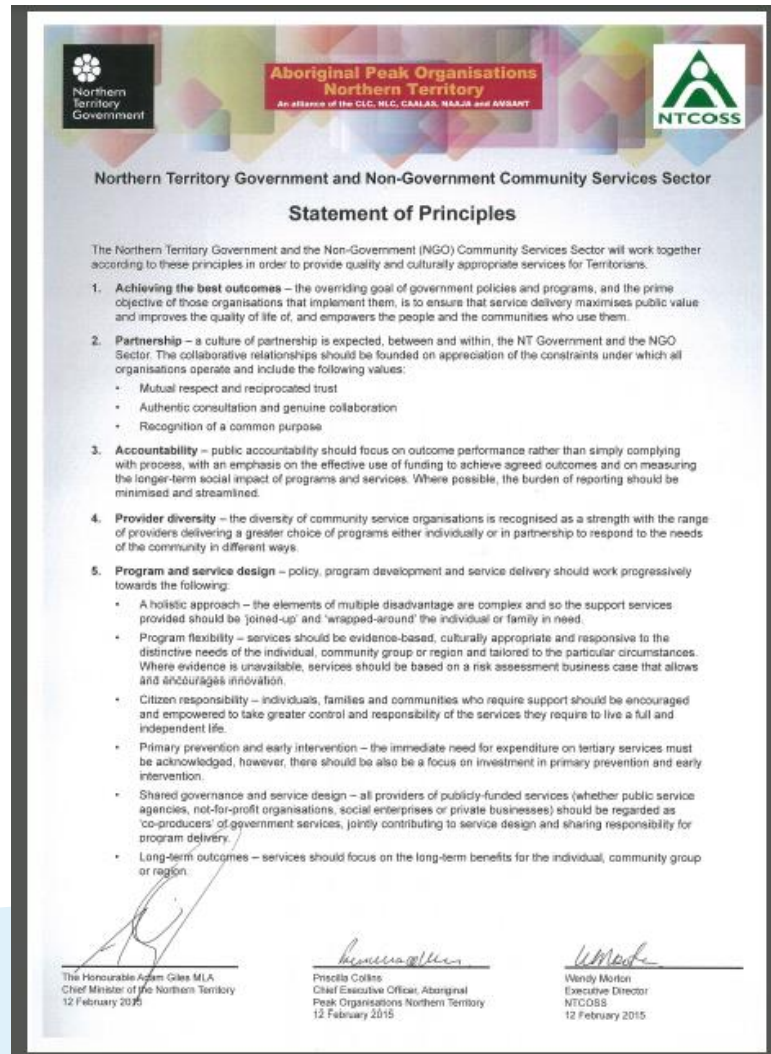 Northern
Territory
Government
Aboriginal Peak Organisations
Northern Territory
An alliance of the CLC, NLC, CAALAS, NAAJA and AMSANT
NTCOSS
Northern Territory Government and Non-Government Community Services Sector
Statement of Principles
The Northern Territory Government and the Non-Government (NGO) Community Services Sector will work together
according to these principles in order to provide quality and culturally appropriate services for Territorians.
1. Achieving the best outcomes – the overriding goal of government policies and programs, and the prime
objective of those organisations that implement them, is to ensure that service delivery maximises public value
and improves the quality of life of, and empowers the people and the communities who use them.
2. Partnership – a culture of partnership is expected, between and within, the NT Government and the NGO
Sector. The collaborative relationships should be founded on appreciation of the constraints under which all
organisations operate and include the following values:
• Mutual respect and reciprocated trust
• Authentic consultation and genuine collaboration
• Recognition of a common purpose
3. Accountability – public accountability should focus on outcome performance rather than simply complying
with process, with an emphasis on the effective use of funding to achieve agreed outcomes and on measuring
the longer-term social impact of programs and services. Where possible, the burden of reporting should be
minimised and streamlined.
4. Provider diversity – the diversity of community service organisations is recognised as a strength with the range
of providers delivering a greater choice of programs either individually or in partnership to respond to the needs
of the community in different ways.
5. Program and service design – policy, program development and service delivery should work progressively
towards the following:
• A holistic approach – the elements of multiple disadvantage are complex and so the support services
provided should be 'joined-up' and 'wrapped-around' the individual or family in need.
• Program flexibility – services should be evidence-based, culturally appropriate and responsive to the
distinctive needs of the individual, community group or region and tailored to the particular circumstances.
Where evidence is unavailable, services should be based on a risk assessment business case that allows
and encourages innovation.
• Citizen responsibility – individuals, families and communities who require support should be encouraged
and empowered to take greater control and responsibility of the services they require to live a full and
independent life.
• Primary prevention and early intervention – the immediate need for expenditure on tertiary services must
be acknowledged, however, there should be also be a focus on investment in primary prevention and early
intervention.
• Shared governance and service design – all providers of publicly-funded services (whether public service
agencies, not-for-profit organisations, social enterprises or private businesses) should be regarded as
'co-producers' of government services, jointly contributing to service design and sharing responsibility for
program delivery.
• Long-term outcomes – services should focus on the long-term benefits for the individual, community group
or region.
The Honourable Adam Giles MLA
Chief Minister of the Northern Territory
12 February 2015
Priscilla Collins
Chief Executive Officer, Aboriginal
Peak Organisations Northern Territory
12 February 2015
Wendy Morton
Executive Director
NTCOSS
12 February 2015